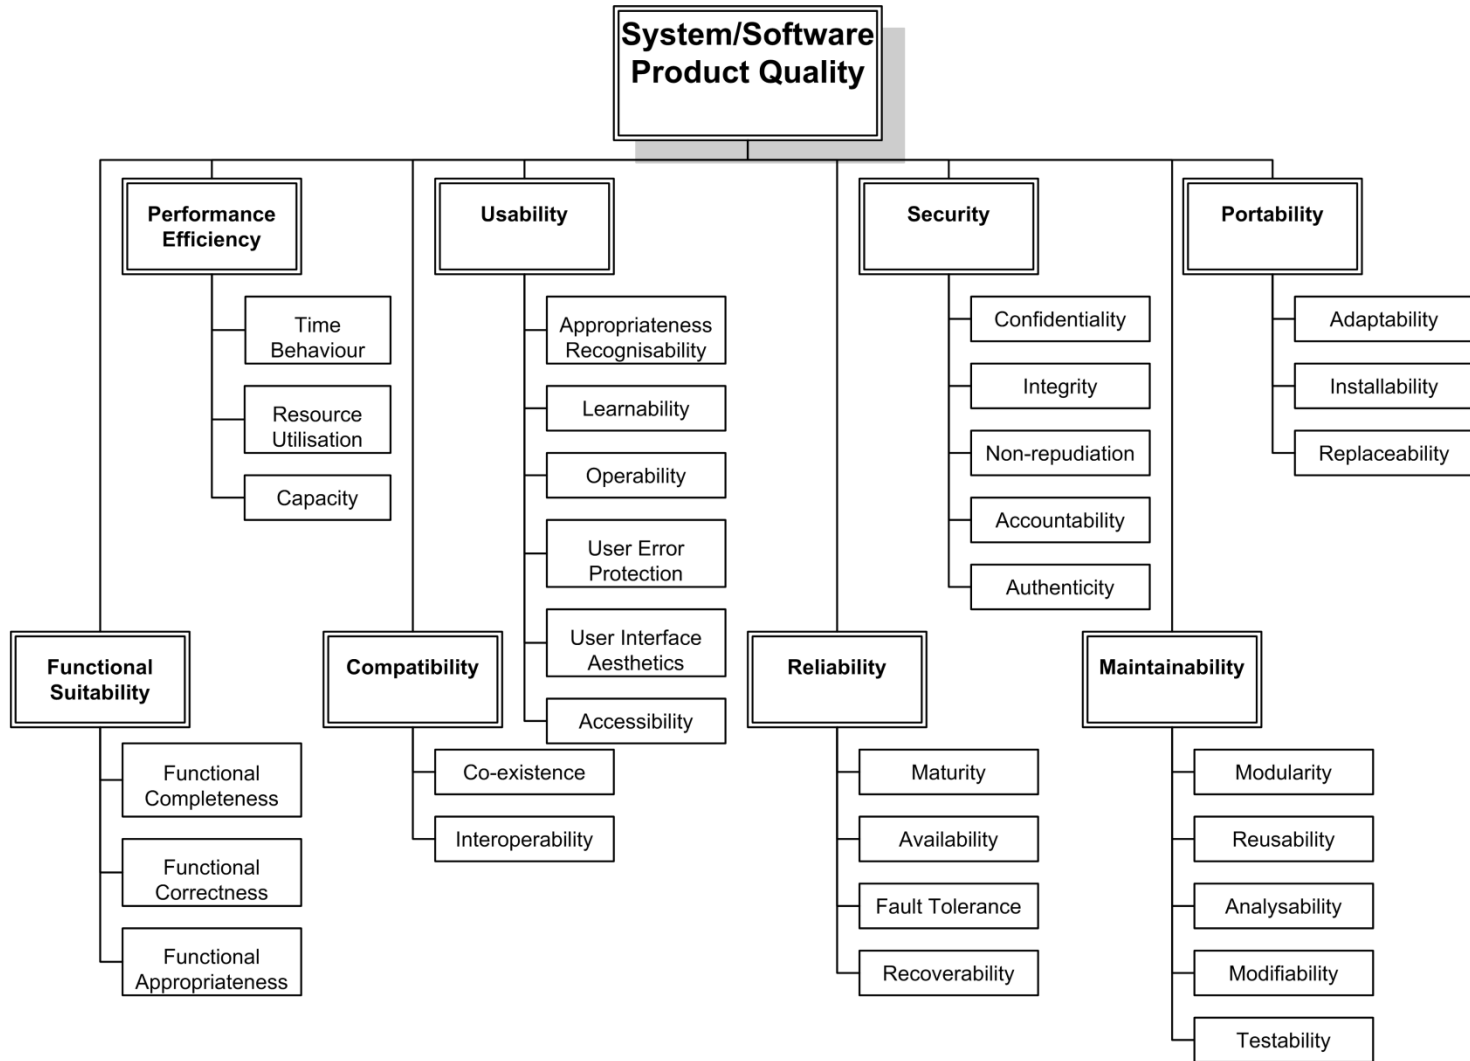 System/Software
Product Quality
Performance
Efficiency
Time
Behaviour
Resource
Utilisation
Capacity
Usability
Appropriateness
Recognisability
Learnability
Operability
User Error
Protection
User Interface
Aesthetics
Accessibility
Security
Confidentiality
Integrity
Non-repudiation
Accountability
Authenticity
Portability
Adaptability
Installability
Replaceability
Functional
Suitability
Functional
Completeness
Functional
Correctness
Functional
Appropriateness
Compatibility
Co-existence
Interoperability
Reliability
Maturity
Availability
Fault Tolerance
Recoverability
Maintainability
Modularity
Reusability
Analysability
Modifiability
Testability